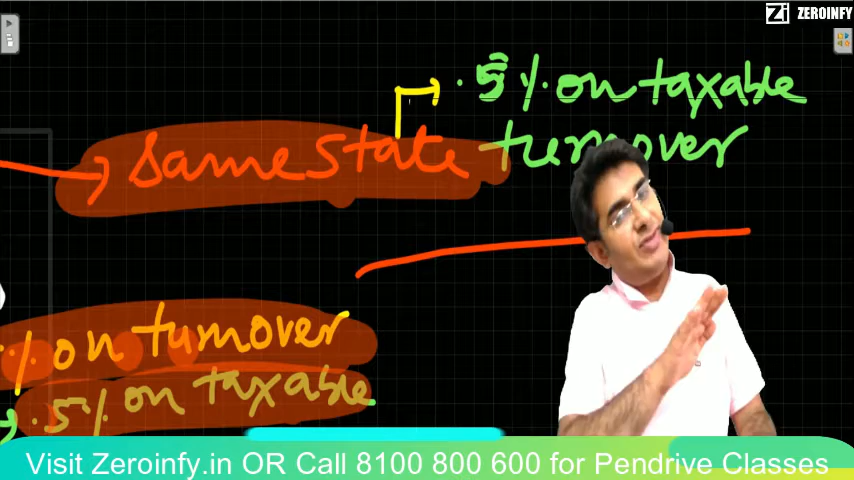 Zi ZEROINFY
.5% on taxable
same state turnover
% on turnover
.5% on taxable
Visit Zeroinfy.in OR Call 8100 800 600 for Pendrive Classes